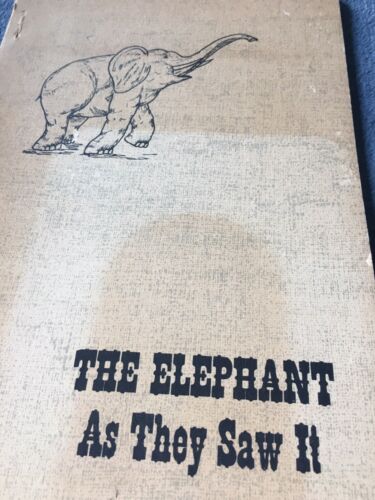 THE ELEPHANT
As They Saw It